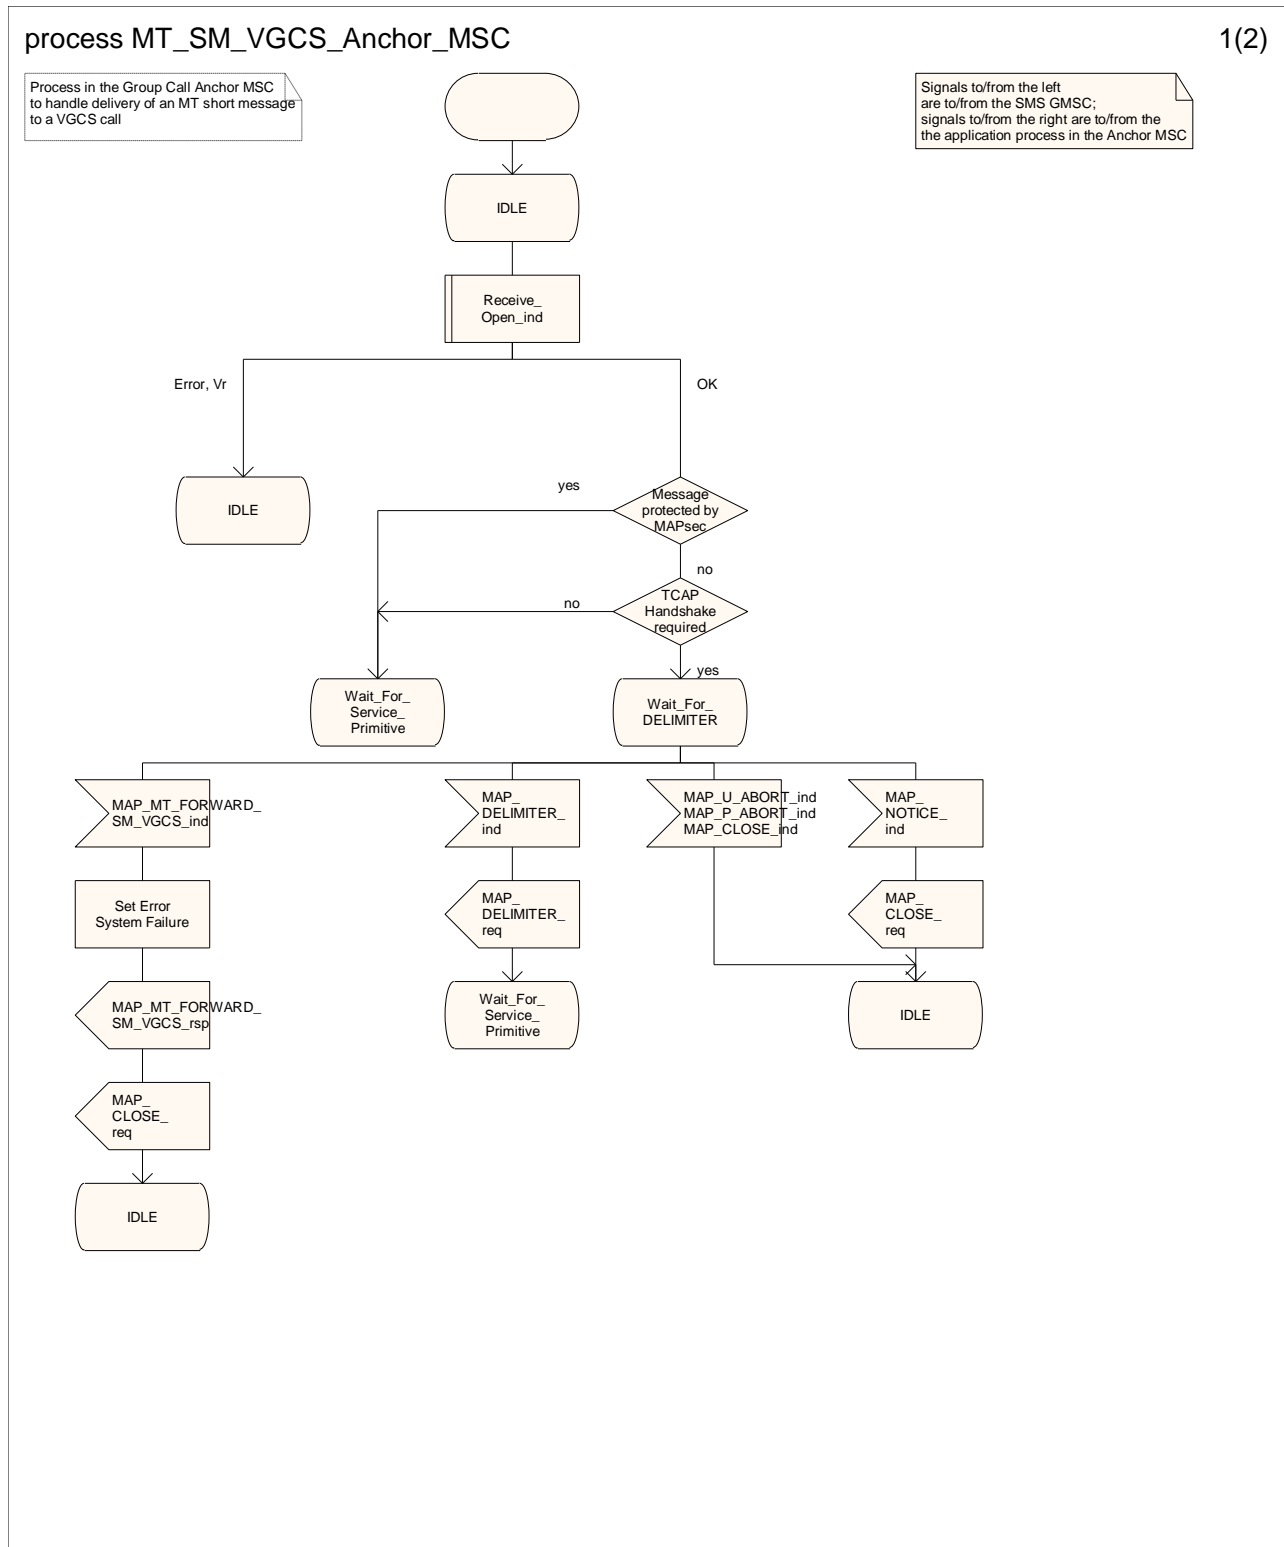 process MT_SM_VGCS_Anchor_MSC
1(2)
Process in the Group Call Anchor MSC
to handle delivery of an MT short message
to a VGCS call
Signals to/from the left
are to/from the SMS GMSC;
signals to/from the right are to/from the
the application process in the Anchor MSC
IDLE
Receive_
Open_ind
Error, Vr
OK
IDLE
yes
Message
protected by
MAPsec
no
no
TCAP
Handshake
required
yes
Wait_For_
Service_
Primitive
Wait_For_
DELIMITER
MAP_MT_FORWARD_
SM_VGCS_ind
MAP_
DELIMITER_
ind
MAP_U_ABORT_ind
MAP_P_ABORT_ind
MAP_CLOSE_ind
MAP_
NOTICE_
ind
Set Error
System Failure
MAP_
DELIMITER_
req
MAP_
CLOSE_
req
MAP_MT_FORWARD_
SM_VGCS_rsp
Wait_For_
Service_
Primitive
IDLE
MAP_
CLOSE_
req
IDLE